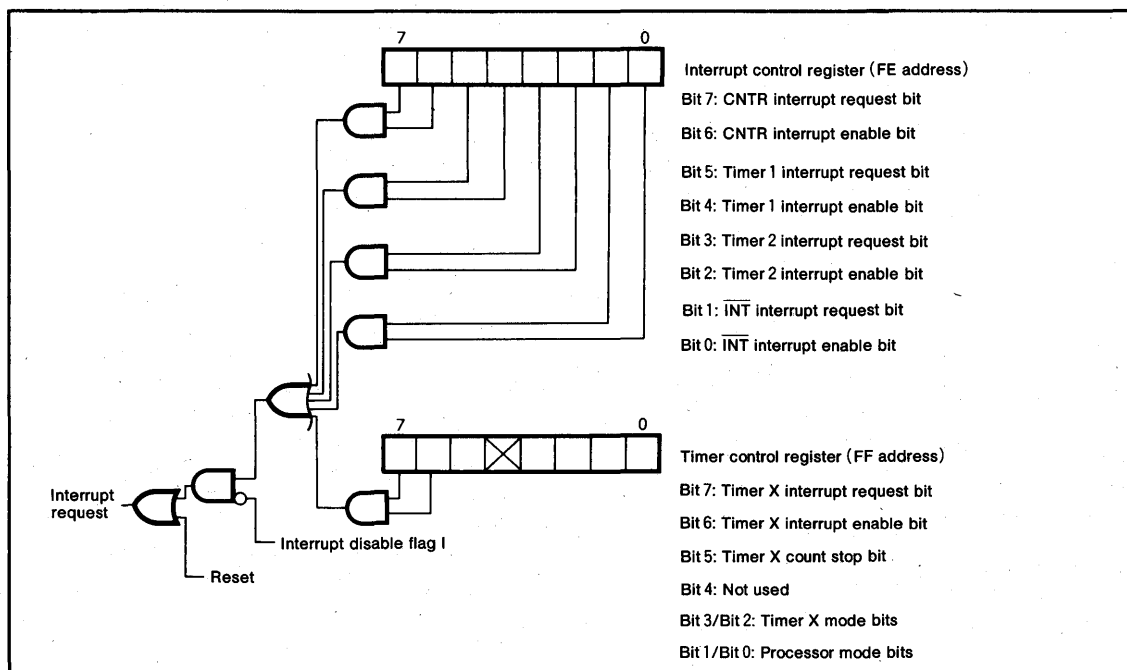 7 0
Interrupt control register (FE address)
Bit 7: CNTR interrupt request bit
Bit 6: CNTR interrupt enable bit
Bit 5: Timer 1 interrupt request bit
Bit 4: Timer 1 interrupt enable bit
Bit 3: Timer 2 interrupt request bit
Bit 2: Timer 2 interrupt enable bit
Bit 1: I̅N̅T̅ interrupt request bit
Bit 0: I̅N̅T̅ interrupt enable bit
7 0
Timer control register (FF address)
Bit 7: Timer X interrupt request bit
Bit 6: Timer X interrupt enable bit
Bit 5: Timer X count stop bit
Bit 4: Not used
Bit 3/Bit 2: Timer X mode bits
Bit 1/Bit 0: Processor mode bits
Interrupt
request
Interrupt disable flag I
Reset